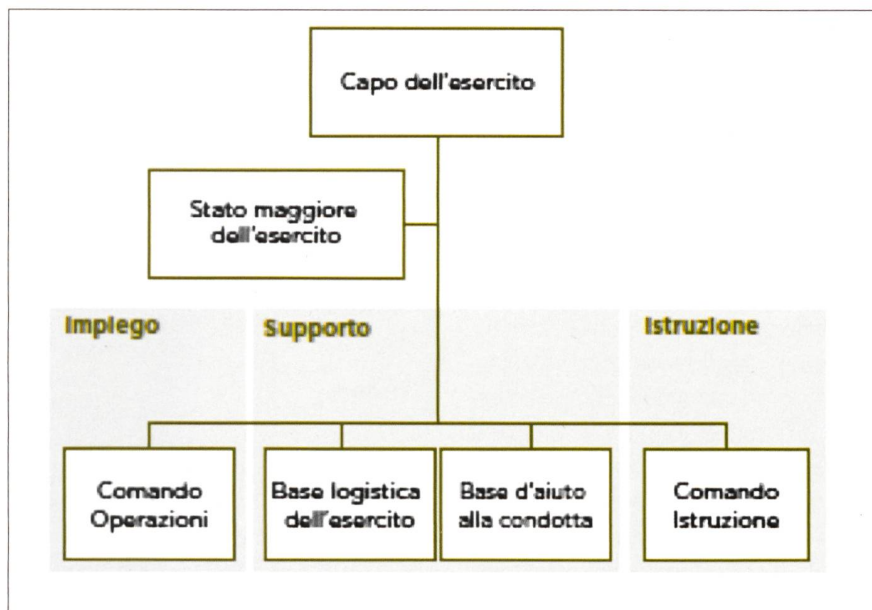 Capo dell'esercito
Stato maggiore
dell'esercito
Impiego
Supporto
Istruzione
Comando
Operazioni
Base logistica
dell'esercito
Base d'aiuto
alla condotta
Comando
Istruzione